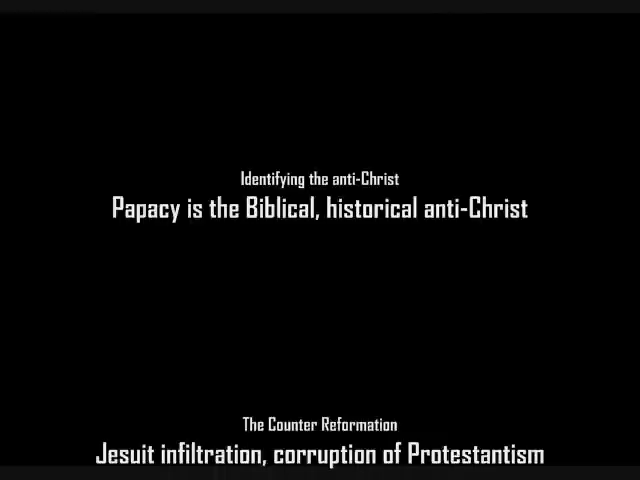 Identifying the anti-Christ
Papacy is the Biblical, historical anti-Christ
The Counter Reformation
Jesuit infiltration, corruption of Protestantism